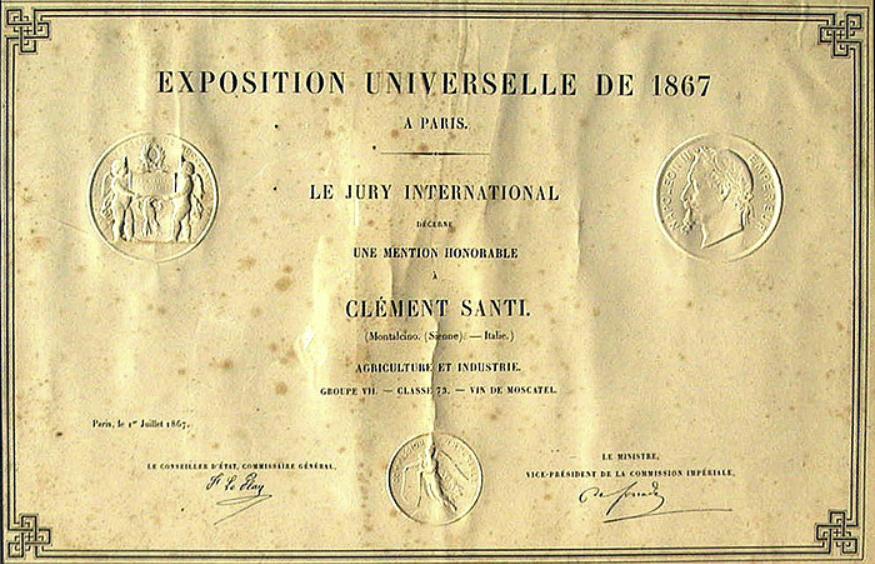 EXPOSITION UNIVERSELLE DE 1867
A PARIS.
LE JURY INTERNATIONAL
DÉCERNE
UNE MENTION HONORABLE
À
CLÉMENT SANTI.
(Montalcino. (Sienne). — Italie.)
AGRICULTURE ET INDUSTRIE.
GROUPE VII. — CLASSE 73. — VIN DE MOSCATEL.
NAPOLEON III EMPEREUR
Paris, le 1er Juillet 1867.
LE CONSEILLER D'ÉTAT, COMMISSAIRE GÉNÉRAL,
F. Le Play
LE MINISTRE,
VICE-PRÉSIDENT DE LA COMMISSION IMPÉRIALE,